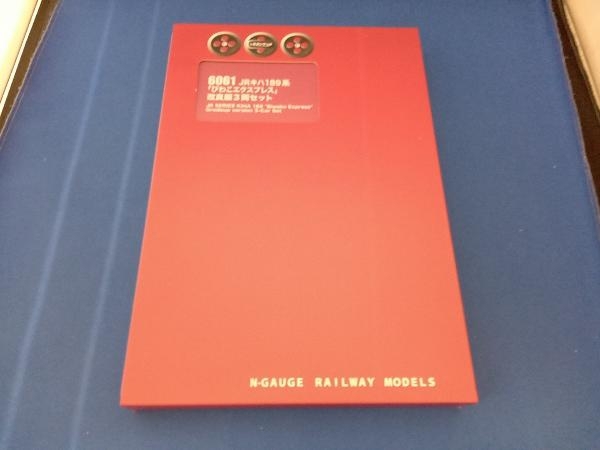 6061 JRキハ189系
「びわこエクスプレス」
改良版3両セット
JR SERIES KIHA 189 "Biwako Express"
3-Car Set
N-GAUGE RAILWAY MODELS